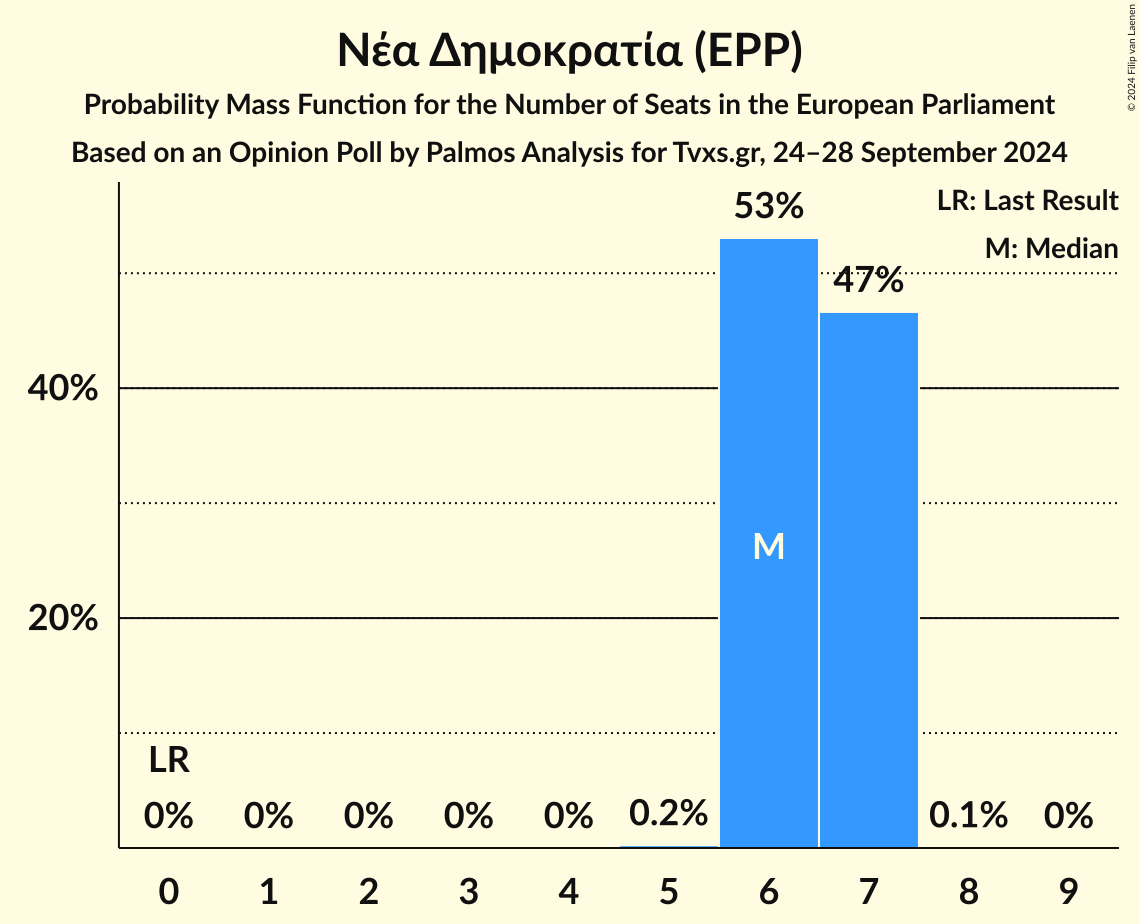 Νέα Δημοκρατία (EPP)
Probability Mass Function for the Number of Seats in the European Parliament
Based on an Opinion Poll by Palmos Analysis for Tvxs.gr, 24–28 September 2024
© 2024 Filip van Laenen
LR: Last Result
M: Median
53%
47%
40%
M
20%
LR
0% 0% 0% 0% 0% 0.2% 0.1% 0%
0 1 2 3 4 5 6 7 8 9